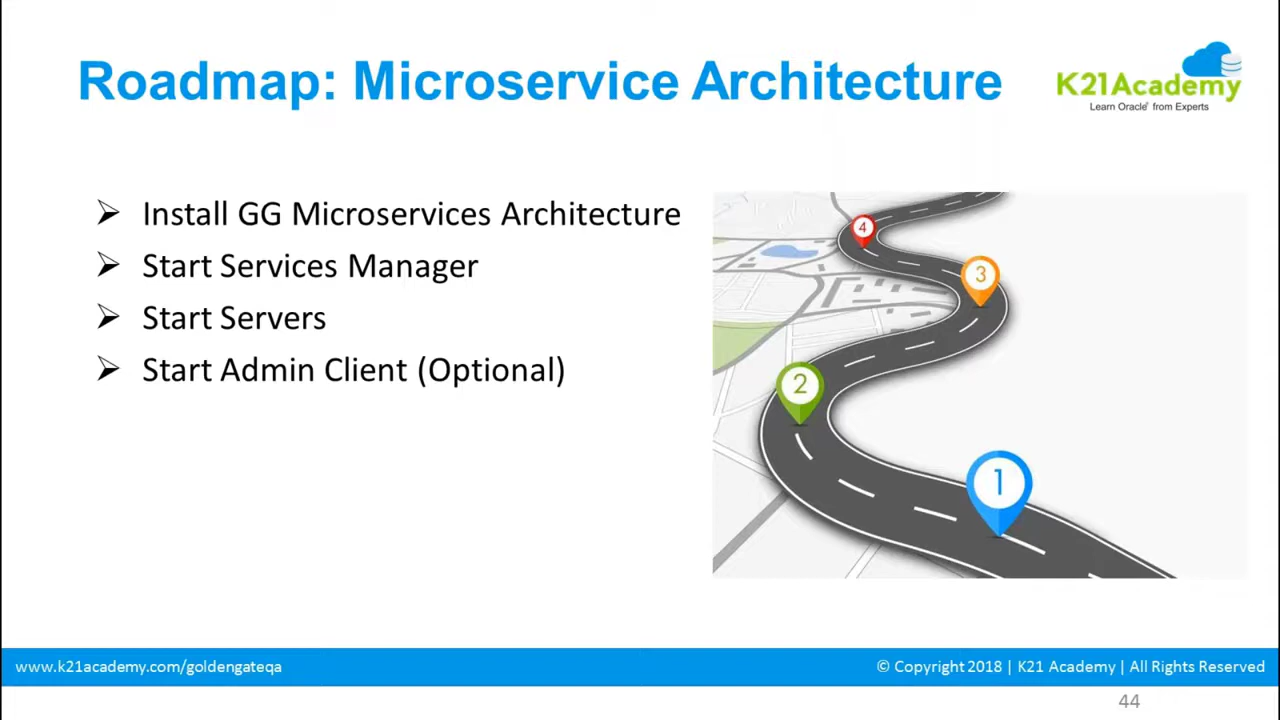 Roadmap: Microservice Architecture
K21Academy
Learn Oracle® from Experts
➢ Install GG Microservices Architecture
➢ Start Services Manager
➢ Start Servers
➢ Start Admin Client (Optional)
4
3
2
1
www.k21academy.com/goldengateqa
© Copyright 2018 | K21 Academy | All Rights Reserved
44